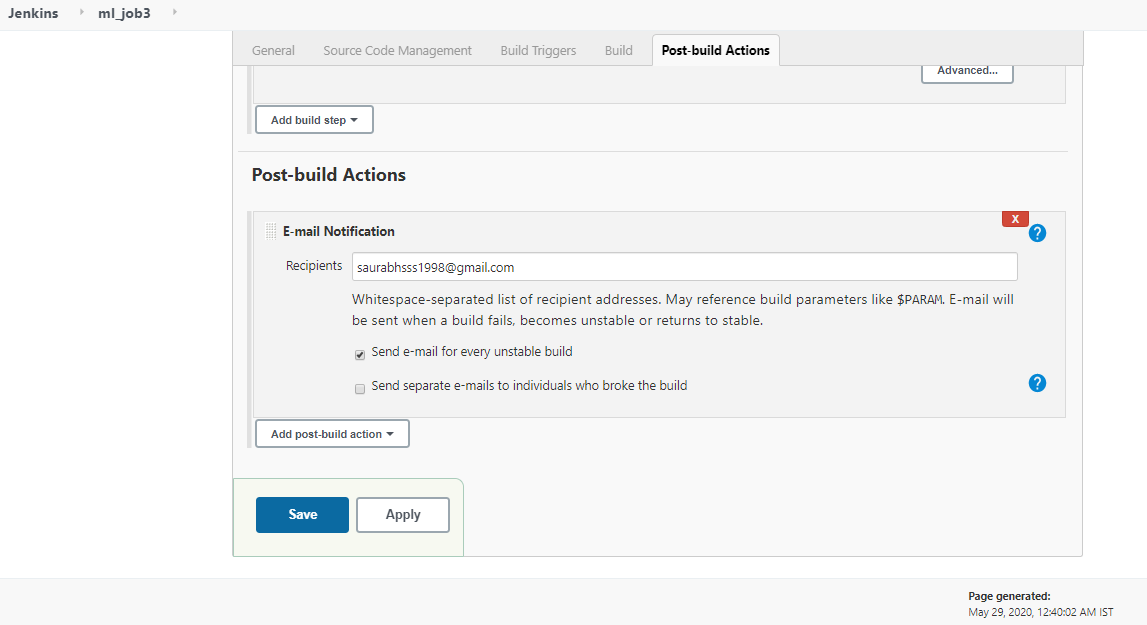 Jenkins ml_job3
General Source Code Management Build Triggers Build Post-build Actions
Advanced...
Add build step
Post-build Actions
X
E-mail Notification ?
Recipients saurabhsss1998@gmail.com
Whitespace-separated list of recipient addresses. May reference build parameters like $PARAM. E-mail will
be sent when a build fails, becomes unstable or returns to stable.
Send e-mail for every unstable build
Send separate e-mails to individuals who broke the build ?
Add post-build action
Save Apply
Page generated:
May 29, 2020, 12:40:02 AM IST